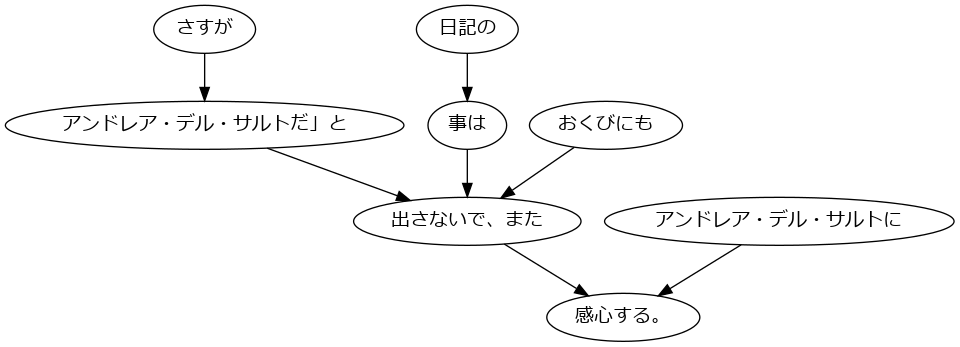 さすが
日記の
アンドレア・デル・サルトだ」と
事は
おくびにも
出さないで、また
アンドレア・デル・サルトに
感心する。